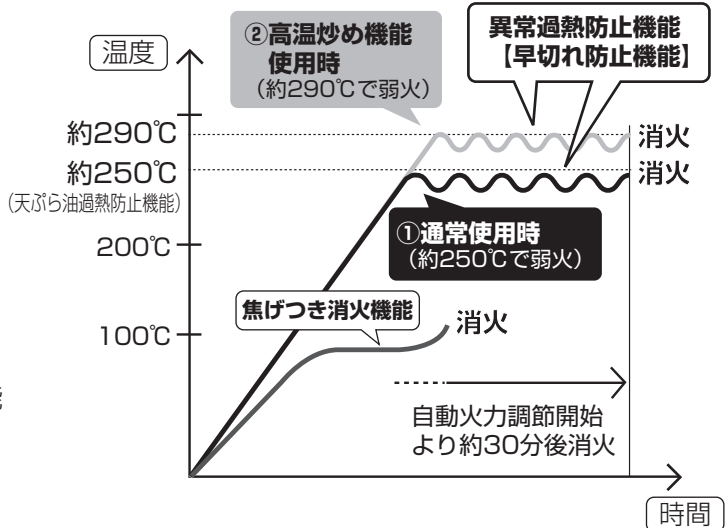 温度
②高温炒め機能
使用時
(約290℃で弱火)
異常過熱防止機能
【早切れ防止機能】
約290℃
消火
約250℃
(天ぷら油過熱防止機能)
消火
①通常使用時
(約250℃で弱火)
200℃
焦げつき消火機能
消火
100℃
自動火力調節開始
より約30分後消火
時間